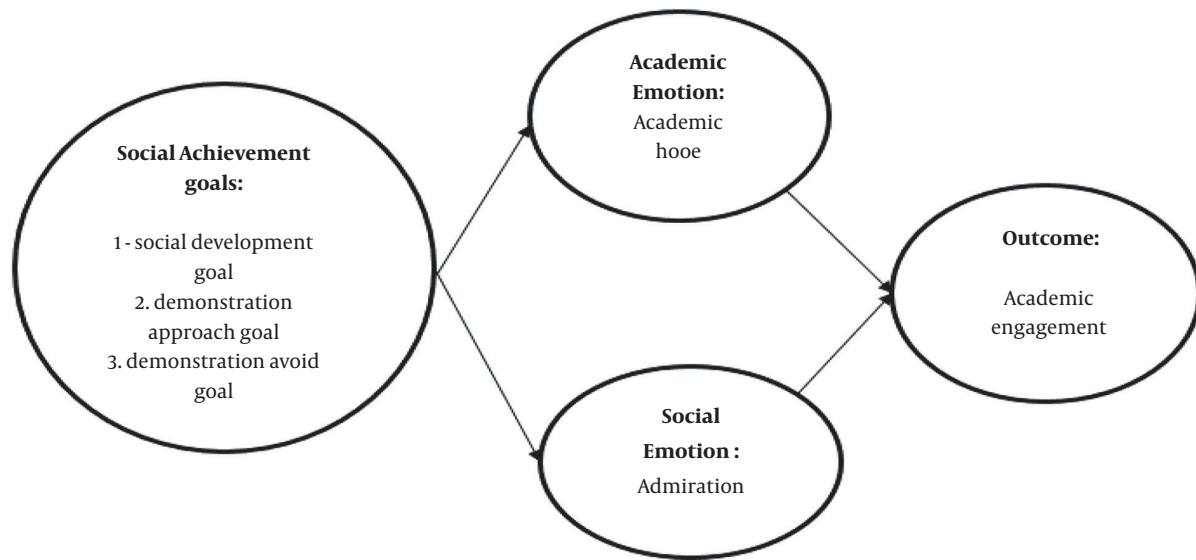 Social Achievement
goals:
1 - social development
goal
2. demonstration
approach goal
3. demonstration avoid
goal
Academic
Emotion:
Academic
hooe
Social
Emotion :
Admiration
Outcome:
Academic
engagement